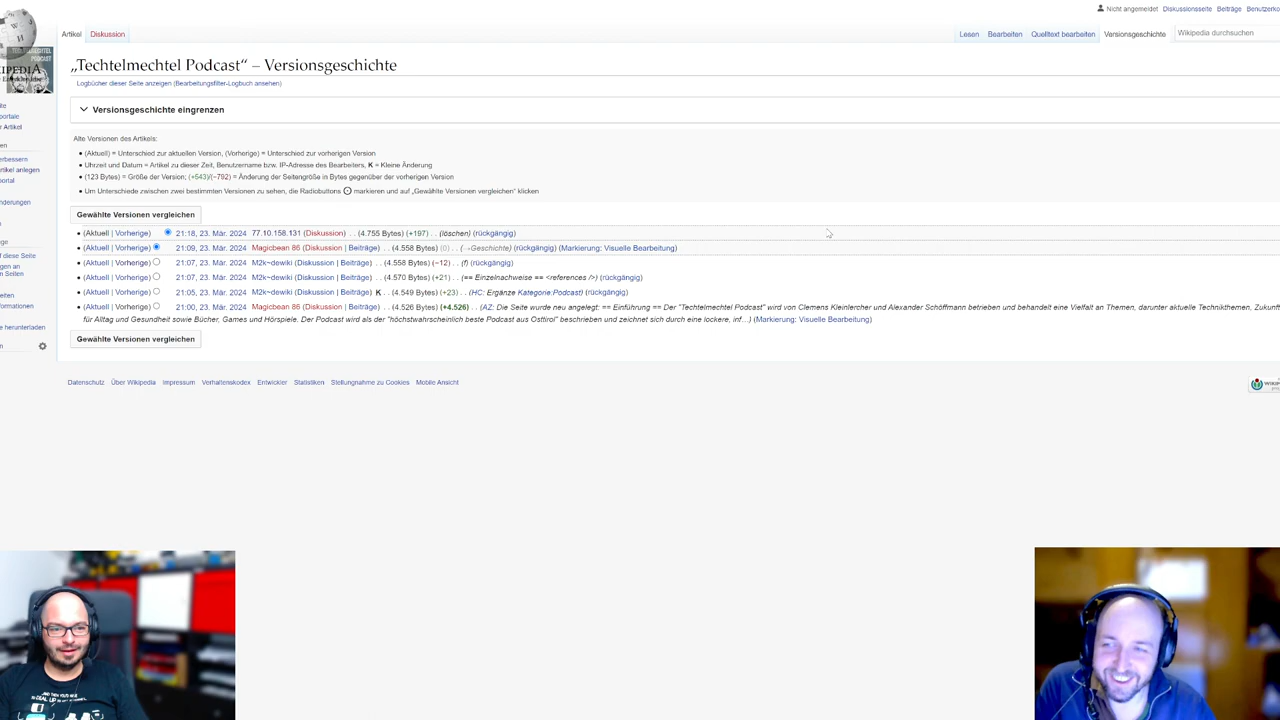 Nicht angemeldet Diskussionsseite Beiträge
Artikel Diskussion Lesen Bearbeiten Quelltext bearbeiten Versionsgeschichte Wikipedia durchsuchen
TECHTELMECHTEL
PODCAST
„Techtelmechtel Podcast“ – Versionsgeschichte
Logbücher dieser Seite anzeigen (Bearbeitungsfilter-Logbuch ansehen)
Versionsgeschichte eingrenzen
Alte Versionen des Artikels:
• (Aktuell) = Unterschied zur aktuellen Version, (Vorherige) = Unterschied zur vorherigen Version
• Uhrzeit und Datum = Artikel zu dieser Zeit, Benutzername bzw. IP-Adresse des Bearbeiters, K = Kleine Änderung
• (123 Bytes) = Größe der Version; (+543)/(−792) = Änderung der Seitengröße in Bytes gegenüber der vorherigen Version
• Um Unterschiede zwischen zwei bestimmten Versionen zu sehen, die Radiobuttons markieren und auf „Gewählte Versionen vergleichen“ klicken
Gewählte Versionen vergleichen
• (Aktuell | Vorherige) 21:18, 23. Mär. 2024 77.10.158.131 (Diskussion) . . (4.755 Bytes) (+197) . . (löschen) (rückgängig)
• (Aktuell | Vorherige) 21:09, 23. Mär. 2024 Magicbean 86 (Diskussion | Beiträge) . . (4.558 Bytes) (0) . . (→Geschichte) (rückgängig) (Markierung: Visuelle Bearbeitung)
• (Aktuell | Vorherige) 21:07, 23. Mär. 2024 M2k~dewiki (Diskussion | Beiträge) . . (4.558 Bytes) (−12) . . (f) (rückgängig)
• (Aktuell | Vorherige) 21:07, 23. Mär. 2024 M2k~dewiki (Diskussion | Beiträge) . . (4.570 Bytes) (+21) . . (== Einzelnachweise == <references />) (rückgängig)
• (Aktuell | Vorherige) 21:05, 23. Mär. 2024 M2k~dewiki (Diskussion | Beiträge) K . . (4.549 Bytes) (+23) . . (HC: Ergänze Kategorie:Podcast) (rückgängig)
• (Aktuell | Vorherige) 21:00, 23. Mär. 2024 Magicbean 86 (Diskussion | Beiträge) . . (4.526 Bytes) (+4.526) . . (AZ: Die Seite wurde neu angelegt: == Einführung == Der "Techtelmechtel Podcast" wird von Clemens Kleinlercher und Alexander Schöffmann betrieben und behandelt eine Vielfalt an Themen, darunter aktuelle Technikthemen, Zukunf
für Alltag und Gesundheit sowie Bücher, Games und Hörspiele. Der Podcast wird als der "höchstwahrscheinlich beste Podcast aus Osttirol" beschrieben und zeichnet sich durch eine lockere, inf…) (Markierung: Visuelle Bearbeitung)
Gewählte Versionen vergleichen
Datenschutz Über Wikipedia Impressum Verhaltenskodex Entwickler Statistiken Stellungnahme zu Cookies Mobile Ansicht